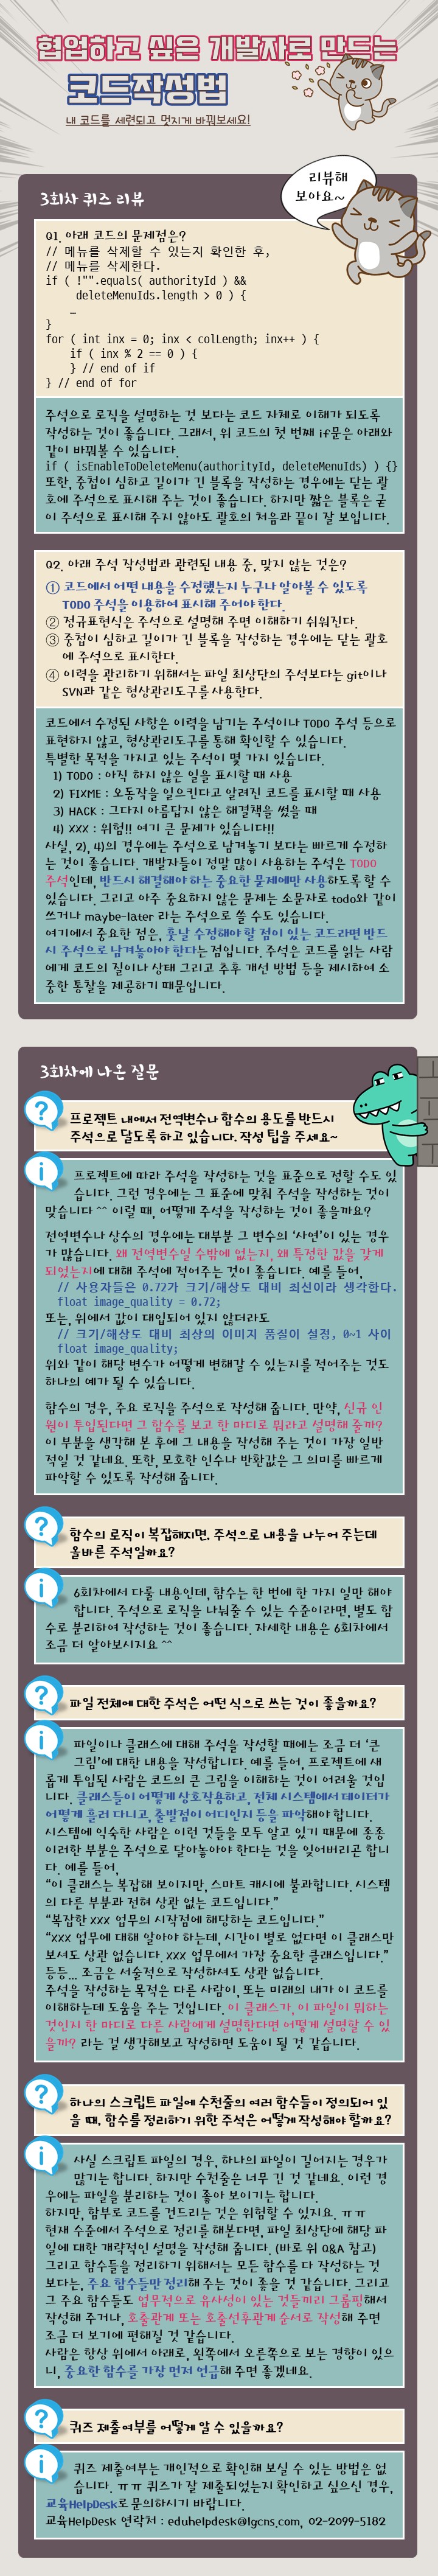 협업하고 싶은 개발자로 만드는
코드작성법
내 코드를 세련되고 멋지게 바꿔보세요!
리뷰해
보아요~
3회차 퀴즈 리뷰
Q1. 아래 코드의 문제점은?
// 메뉴를 삭제할 수 있는지 확인한 후,
// 메뉴를 삭제한다.
if ( !"".equals( authorityId ) &&
deleteMenuIds.length > 0 ) {
…
}
for ( int inx = 0; inx < colLength; inx++ ) {
if ( inx % 2 == 0 ) {
} // end of if
} // end of for
주석으로 로직을 설명하는 것 보다는 코드 자체로 이해가 되도록
작성하는 것이 좋습니다. 그래서, 위 코드의 첫 번째 if문은 아래와
같이 바꿔볼 수 있습니다.
if ( isEnableToDeleteMenu(authorityId, deleteMenuIds) ) {}
또한, 중첩이 심하고 길이가 긴 블록을 작성하는 경우에는 닫는 괄
호에 주석으로 표시해 주는 것이 좋습니다. 하지만 짧은 블록은 굳
이 주석으로 표시해 주지 않아도 괄호의 처음과 끝이 잘 보입니다.
Q2. 아래 주석 작성법과 관련된 내용 중, 맞지 않는 것은?
① 코드에서 어떤 내용을 수정했는지 누구나 알아볼 수 있도록
TODO 주석을 이용하여 표시해 주어야 한다.
② 정규표현식은 주석으로 설명해 주면 이해하기 쉬워진다.
③ 중첩이 심하고 길이가 긴 블록을 작성하는 경우에는 닫는 괄호
에 주석으로 표시한다.
④ 이력을 관리하기 위해서는 파일 최상단의 주석보다는 git이나
SVN과 같은 형상관리도구를 사용한다.
코드에서 수정된 사항은 이력을 남기는 주석이나 TODO 주석 등으로
표현하지 않고, 형상관리도구를 통해 확인할 수 있습니다.
특별한 목적을 가지고 있는 주석이 몇 가지 있습니다.
1) TODO : 아직 하지 않은 일을 표시할 때 사용
2) FIXME : 오동작을 일으킨다고 알려진 코드를 표시할 때 사용
3) HACK : 그다지 아름답지 않은 해결책을 썼을 때
4) XXX : 위험!! 여기 큰 문제가 있습니다!!
사실, 2), 4)의 경우에는 주석으로 남겨놓기 보다는 빠르게 수정하
는 것이 좋습니다. 개발자들이 정말 많이 사용하는 주석은 TODO
주석인데, 반드시 해결해야 하는 중요한 문제에만 사용하도록 할 수
있습니다. 그리고 아주 중요하지 않은 문제는 소문자로 todo와 같이
쓰거나 maybe-later 라는 주석으로 쓸 수도 있습니다.
여기에서 중요한 점은, 훗날 수정해야 할 점이 있는 코드라면 반드
시 주석으로 남겨놓아야 한다는 점입니다. 주석은 코드를 읽는 사람
에게 코드의 질이나 상태 그리고 추후 개선 방법 등을 제시하여 소
중한 통찰을 제공하기 때문입니다.
3회차에 나온 질문
프로젝트 내에서 전역변수나 함수의 용도를 반드시
주석으로 달도록 하고 있습니다. 작성 팁을 주세요~
프로젝트에 따라 주석을 작성하는 것을 표준으로 정할 수도 있
습니다. 그런 경우에는 그 표준에 맞춰 주석을 작성하는 것이
맞습니다 ^^ 이럴 때, 어떻게 주석을 작성하는 것이 좋을까요?
전역변수나 상수의 경우에는 대부분 그 변수의 ‘사연’이 있는 경우
가 많습니다. 왜 전역변수일 수밖에 없는지, 왜 특정한 값을 갖게
되었는지에 대해 주석에 적어주는 것이 좋습니다. 예를 들어,
// 사용자들은 0.72가 크기/해상도 대비 최선이라 생각한다.
float image_quality = 0.72;
또는, 위에서 값이 대입되어 있지 않더라도
// 크기/해상도 대비 최상의 이미지 품질이 설정, 0~1 사이
float image_quality;
위와 같이 해당 변수가 어떻게 변해갈 수 있는지를 적어주는 것도
하나의 예가 될 수 있습니다.
함수의 경우, 주요 로직을 주석으로 작성해 줍니다. 만약, 신규 인
원이 투입된다면 그 함수를 보고 한 마디로 뭐라고 설명해 줄까?
이 부분을 생각해 본 후에 그 내용을 작성해 주는 것이 가장 일반
적일 것 같네요. 또한, 모호한 인수나 반환값은 그 의미를 빠르게
파악할 수 있도록 작성해 줍니다.
함수의 로직이 복잡해지면, 주석으로 내용을 나누어 주는데
올바른 주석일까요?
6회차에서 다룰 내용인데, 함수는 한 번에 한 가지 일만 해야
합니다. 주석으로 로직을 나눠줄 수 있는 수준이라면, 별도 함
수로 분리하여 작성하는 것이 좋습니다. 자세한 내용은 6회차에서
조금 더 알아보시지요 ^^
파일 전체에 대한 주석은 어떤 식으로 쓰는 것이 좋을까요?
파일이나 클래스에 대해 주석을 작성할 때에는 조금 더 ‘큰
그림’에 대한 내용을 작성합니다. 예를 들어, 프로젝트에 새
롭게 투입된 사람은 코드의 큰 그림을 이해하는 것이 어려울 것입
니다. 클래스들이 어떻게 상호작용하고, 전체 시스템에서 데이터가
어떻게 흘러 다니고, 출발점이 어디인지 등을 파악해야 합니다.
시스템에 익숙한 사람은 이런 것들을 모두 알고 있기 때문에 종종
이러한 부분은 주석으로 달아놓아야 한다는 것을 잊어버리곤 합니
다. 예를 들어,
“이 클래스는 복잡해 보이지만, 스마트 캐시에 불과합니다. 시스템
의 다른 부분과 전혀 상관 없는 코드입니다.”
“복잡한 XXX 업무의 시작점에 해당하는 코드입니다.”
“XXX 업무에 대해 알아야 하는데, 시간이 별로 없다면 이 클래스만
보셔도 상관 없습니다. XXX 업무에서 가장 중요한 클래스입니다.”
등등... 조금은 서술적으로 작성하셔도 상관 없습니다.
주석을 작성하는 목적은 다른 사람이, 또는 미래의 내가 이 코드를
이해하는데 도움을 주는 것입니다. 이 클래스가, 이 파일이 뭐하는
것인지 한 마디로 다른 사람에게 설명한다면 어떻게 설명할 수 있
을까? 라는 걸 생각해보고 작성하면 도움이 될 것 같습니다.
하나의 스크립트 파일에 수천줄의 여러 함수들이 정의되어 있
을 때, 함수를 정리하기 위한 주석은 어떻게 작성해야 할까요?
사실 스크립트 파일의 경우, 하나의 파일이 길어지는 경우가
많기는 합니다. 하지만 수천줄은 너무 긴 것 같네요. 이런 경
우에는 파일을 분리하는 것이 좋아 보이기는 합니다.
하지만, 함부로 코드를 건드리는 것은 위험할 수 있지요. ㅠㅠ
현재 수준에서 주석으로 정리를 해본다면, 파일 최상단에 해당 파
일에 대한 개략적인 설명을 작성해 줍니다. (바로 위 Q&A 참고)
그리고 함수들을 정리하기 위해서는 모든 함수를 다 작성하는 것
보다는, 주요 함수들만 정리해 주는 것이 좋을 것 같습니다. 그리고
그 주요 함수들도 업무적으로 유사성이 있는 것들끼리 그룹핑해서
작성해 주거나, 호출관계 또는 호출선후관계 순서로 작성해 주면
조금 더 보기에 편해질 것 같습니다.
사람은 항상 위에서 아래로, 왼쪽에서 오른쪽으로 보는 경향이 있으
니, 중요한 함수를 가장 먼저 언급해 주면 좋겠네요.
퀴즈 제출여부를 어떻게 알 수 있을까요?
퀴즈 제출여부는 개인적으로 확인해 보실 수 있는 방법은 없
습니다. ㅠㅠ 퀴즈가 잘 제출되었는지 확인하고 싶으신 경우,
교육HelpDesk로 문의하시기 바랍니다.
교육HelpDesk 연락처 : eduhelpdesk@lgcns.com, 02-2099-5182